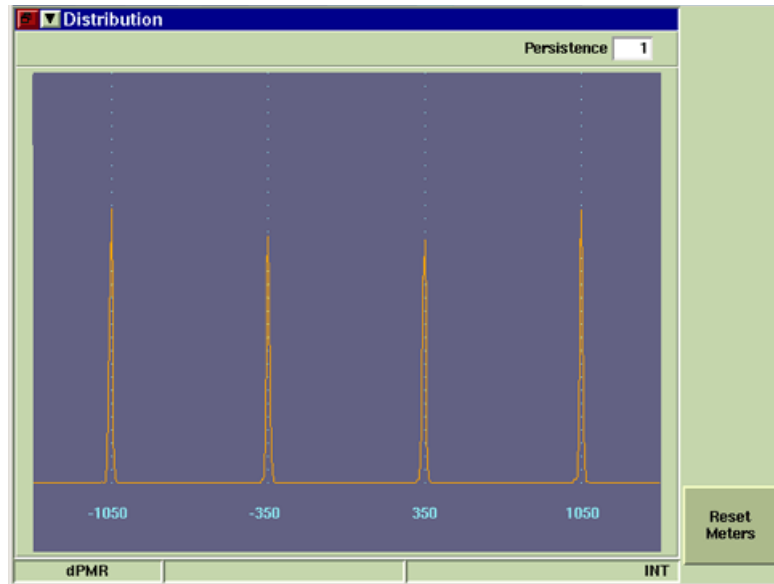 Distribution
Persistence 1
-1050 -350 350 1050
Reset
Meters
dPMR INT